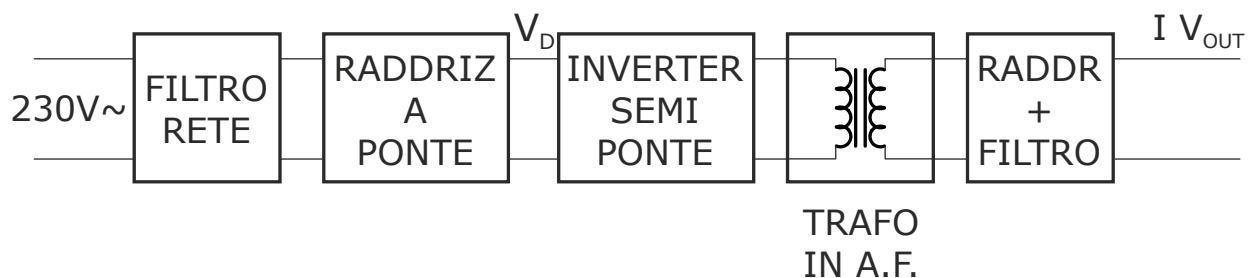 230V~
FILTRO
RETE
RADDRIZ
A
PONTE
V_D
INVERTER
SEMI
PONTE
TRAFO
IN A.F.
RADDR
+
FILTRO
I V_OUT